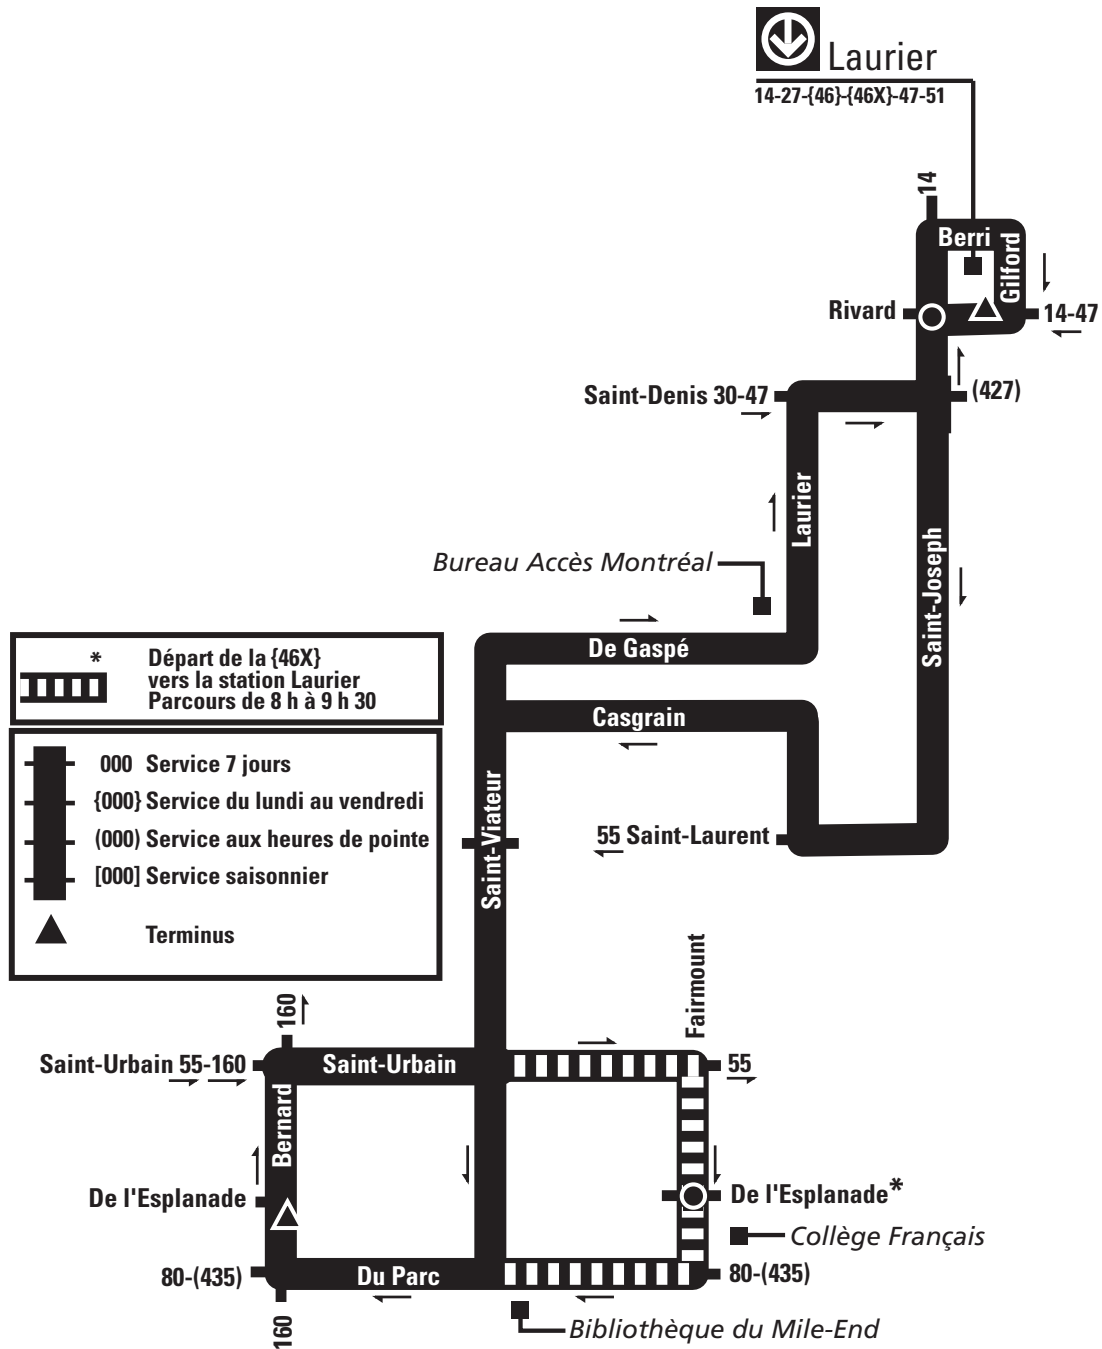 Laurier
14-27-{46}-{46X}-47-51
14
Berri
Gilford
Rivard
14-47
Saint-Denis 30-47
(427)
Laurier
Saint-Joseph
Bureau Accès Montréal
De Gaspé
Casgrain
* Départ de la {46X}
vers la station Laurier
Parcours de 8 h à 9 h 30
000 Service 7 jours
{000} Service du lundi au vendredi
(000) Service aux heures de pointe
[000] Service saisonnier
Terminus
Saint-Viateur
55 Saint-Laurent
Fairmount
160
Saint-Urbain 55-160
Saint-Urbain
55
Bernard
De l'Esplanade
De l'Esplanade*
Collège Français
80-(435)
Du Parc
80-(435)
160
Bibliothèque du Mile-End